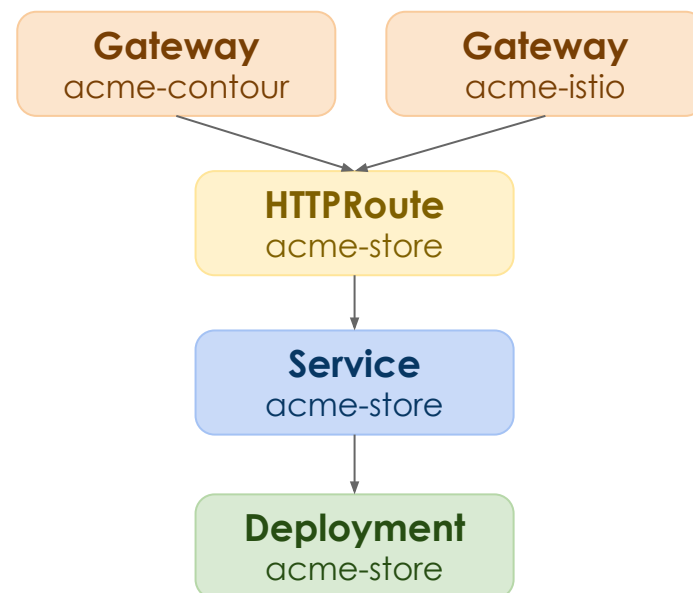 Gateway
acme-contour
Gateway
acme-istio
HTTPRoute
acme-store
Service
acme-store
Deployment
acme-store